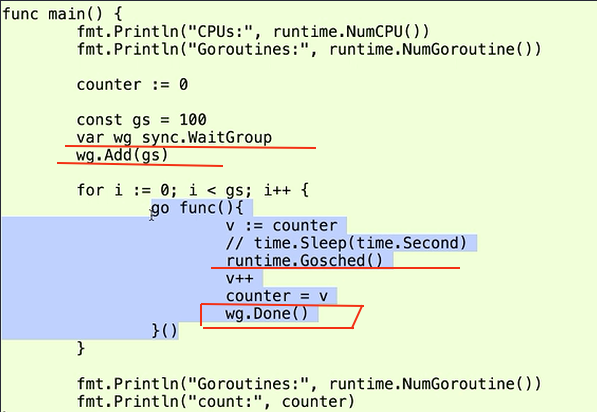 func main() {
fmt.Println("CPUs:", runtime.NumCPU())
fmt.Println("Goroutines:", runtime.NumGoroutine())
counter := 0
const gs = 100
var wg sync.WaitGroup
wg.Add(gs)
for i := 0; i < gs; i++ {
go func(){
v := counter
// time.Sleep(time.Second)
runtime.Gosched()
v++
counter = v
wg.Done()
}()
}
fmt.Println("Goroutines:", runtime.NumGoroutine())
fmt.Println("count:", counter)